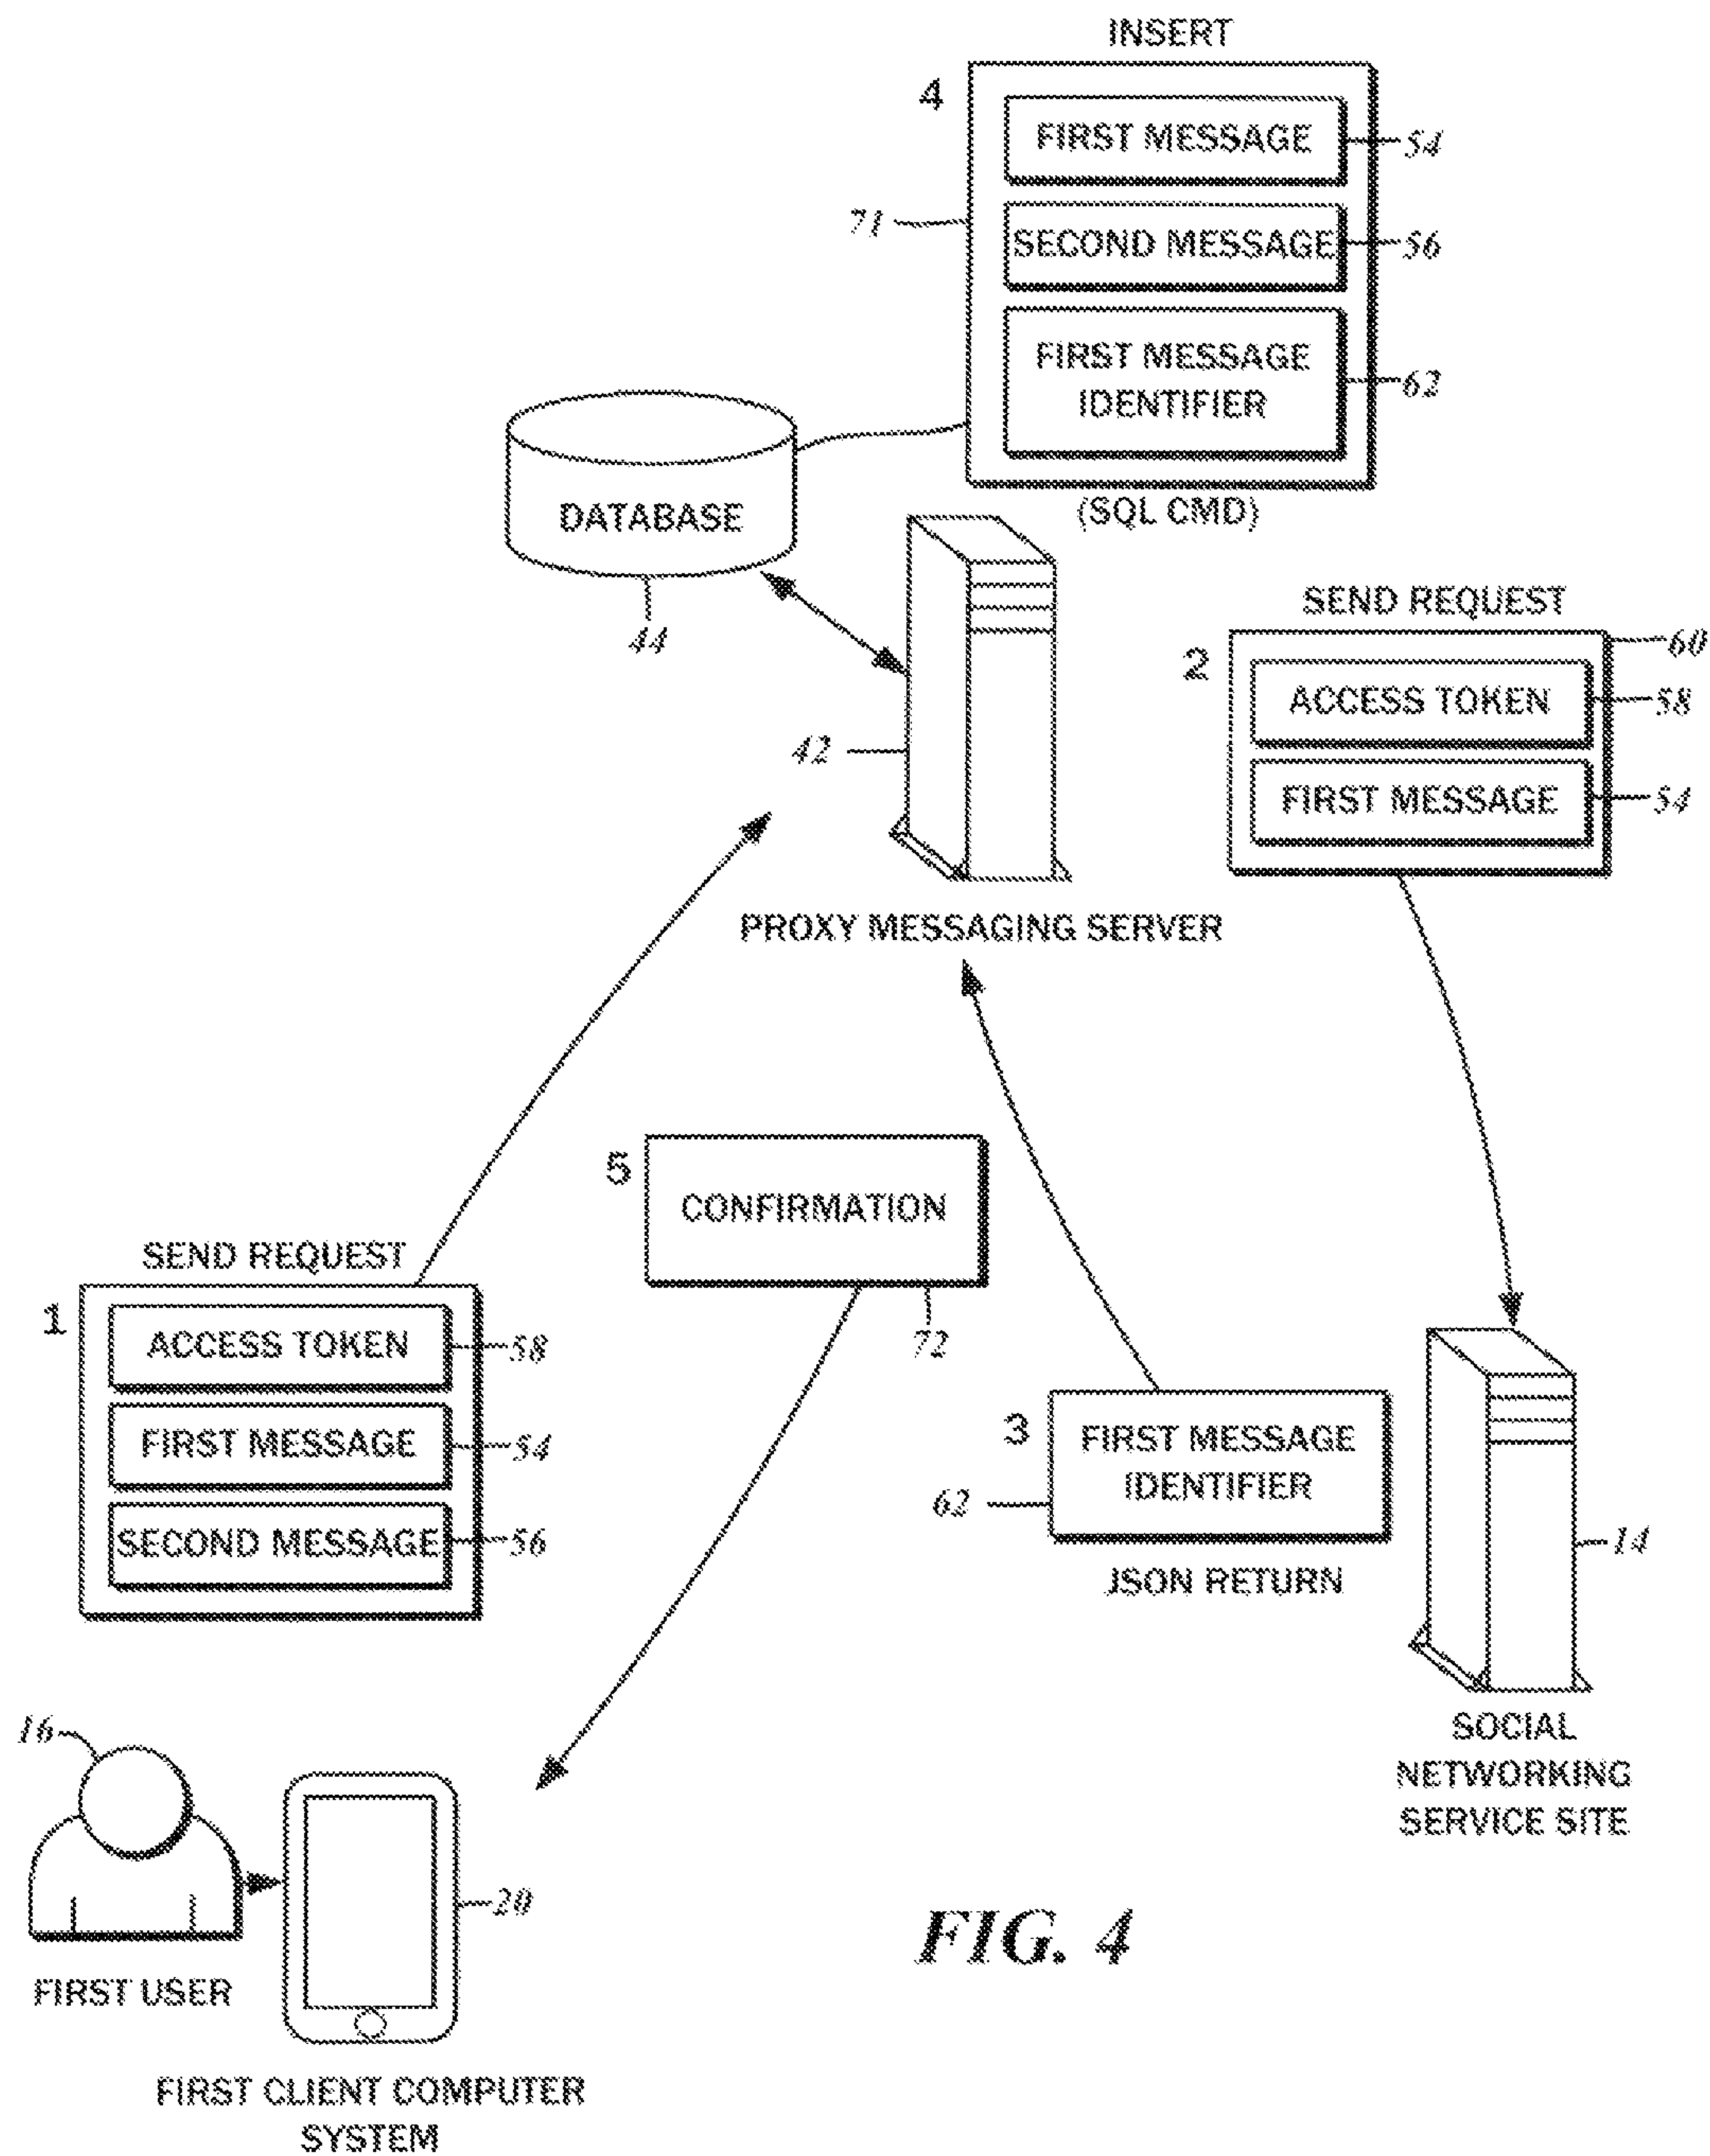 INSERT
4
FIRST MESSAGE
54
71
SECOND MESSAGE
56
FIRST MESSAGE
IDENTIFIER
62
(SQL CMD)
DATABASE
44
SEND REQUEST
60
2
ACCESS TOKEN
58
42
FIRST MESSAGE
54
PROXY MESSAGING SERVER
5
CONFIRMATION
72
SEND REQUEST
1
ACCESS TOKEN
58
FIRST MESSAGE
54
SECOND MESSAGE
56
3
FIRST MESSAGE
IDENTIFIER
62
JSON RETURN
14
SOCIAL
NETWORKING
SERVICE SITE
16
20
FIRST USER
FIRST CLIENT COMPUTER
SYSTEM
FIG. 4